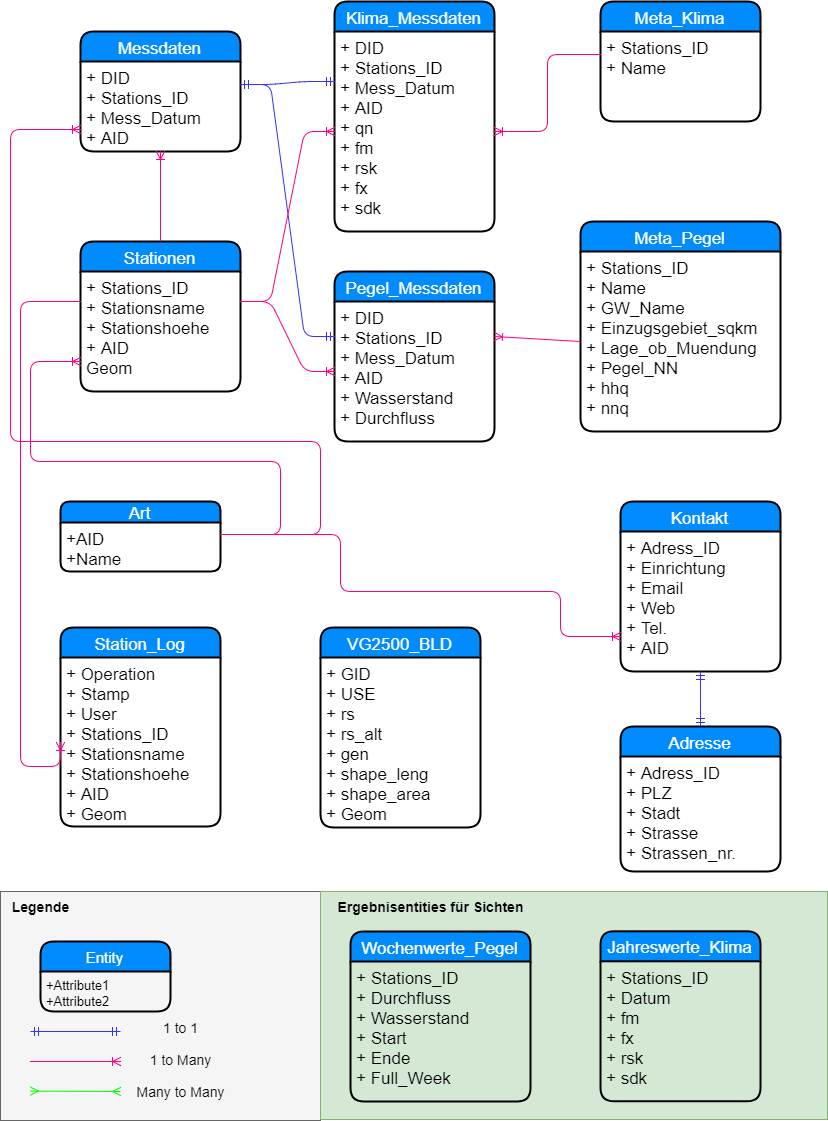 Messdaten
+ DID
+ Stations_ID
+ Mess_Datum
+ AID
Klima_Messdaten
+ DID
+ Stations_ID
+ Mess_Datum
+ AID
+ qn
+ fm
+ rsk
+ fx
+ sdk
Meta_Klima
+ Stations_ID
+ Name
Stationen
+ Stations_ID
+ Stationsname
+ Stationshoehe
+ AID
Geom
Pegel_Messdaten
+ DID
+ Stations_ID
+ Mess_Datum
+ AID
+ Wasserstand
+ Durchfluss
Meta_Pegel
+ Stations_ID
+ Name
+ GW_Name
+ Einzugsgebiet_sqkm
+ Lage_ob_Muendung
+ Pegel_NN
+ hhq
+ nnq
Art
+AID
+Name
Kontakt
+ Adress_ID
+ Einrichtung
+ Email
+ Web
+ Tel.
+ AID
Station_Log
+ Operation
+ Stamp
+ User
+ Stations_ID
+ Stationsname
+ Stationshoehe
+ AID
+ Geom
VG2500_BLD
+ GID
+ USE
+ rs
+ rs_alt
+ gen
+ shape_leng
+ shape_area
+ Geom
Adresse
+ Adress_ID
+ PLZ
+ Stadt
+ Strasse
+ Strassen_nr.
Legende
Entity
+Attribute1
+Attribute2
1 to 1
1 to Many
Many to Many
Ergebnisentities für Sichten
Wochenwerte_Pegel
+ Stations_ID
+ Durchfluss
+ Wasserstand
+ Start
+ Ende
+ Full_Week
Jahreswerte_Klima
+ Stations_ID
+ Datum
+ fm
+ fx
+ rsk
+ sdk